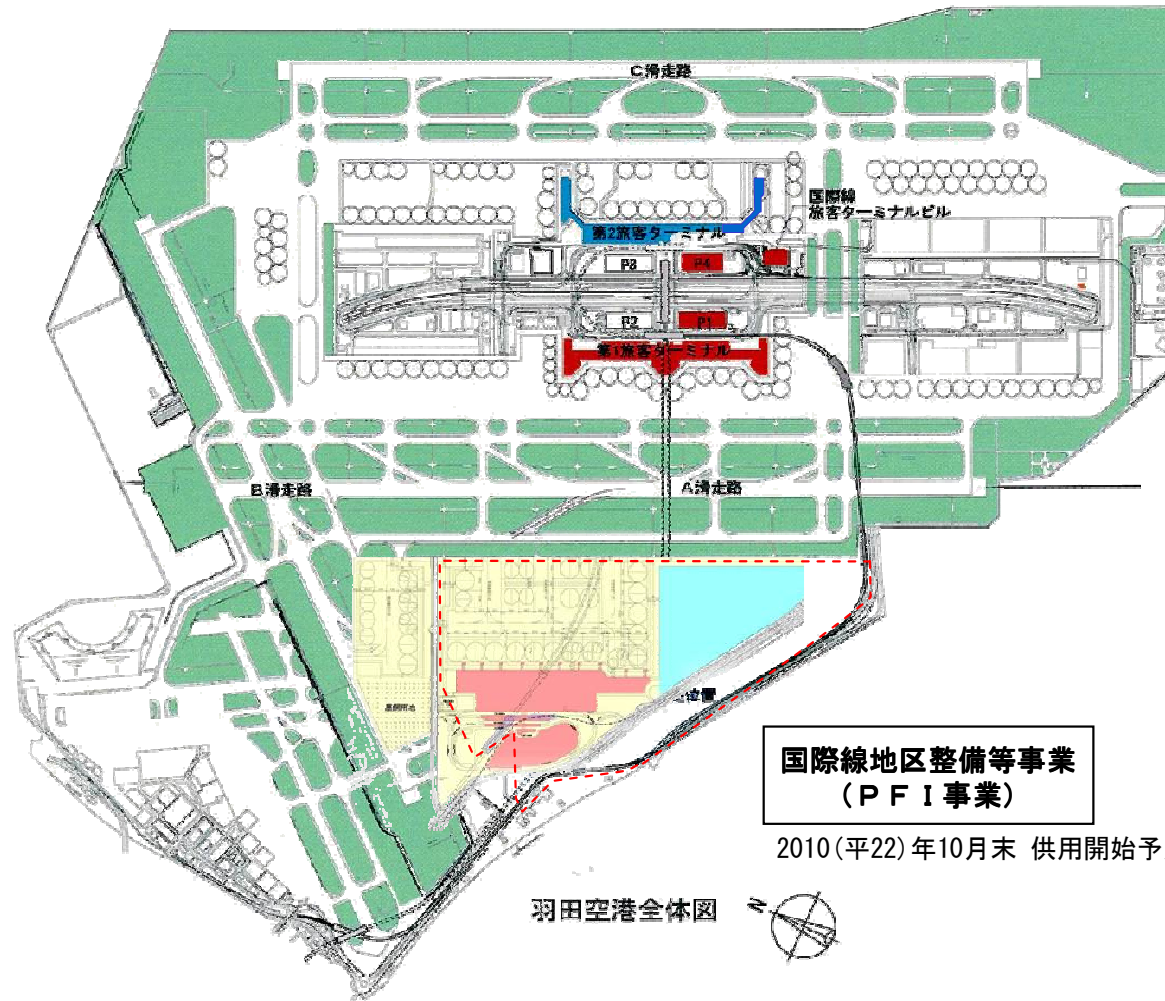 C滑走路
国際線
旅客ターミナルビル
第2旅客ターミナル
P3
P4
P2
P1
第1旅客ターミナル
B滑走路
A滑走路
位置
国際線地区整備等事業
(ＰＦＩ事業)
2010(平22)年10月末 供用開始予
羽田空港全体図
N